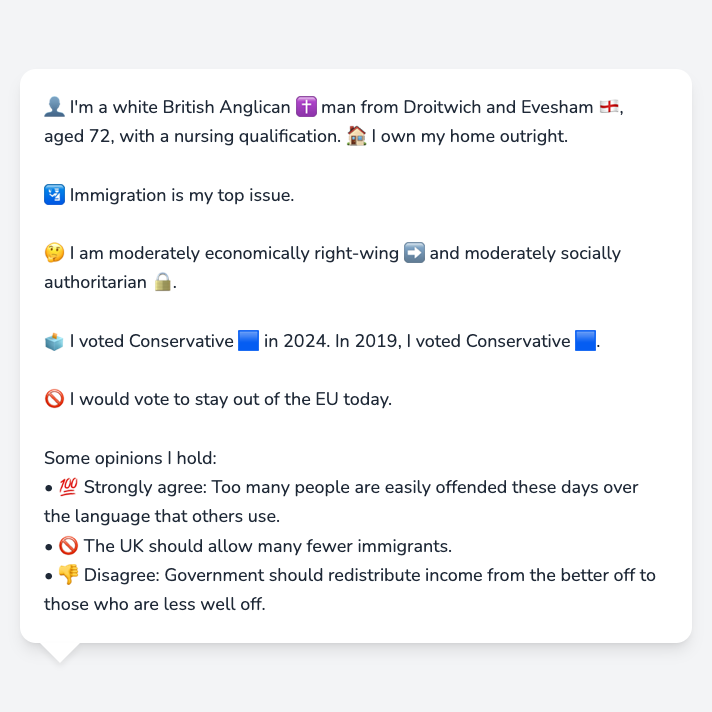 👤 I'm a white British Anglican ✝️ man from Droitwich and Evesham 🏴󠁧󠁢󠁥󠁮󠁧󠁿,
aged 72, with a nursing qualification. 🏠 I own my home outright.
🛂 Immigration is my top issue.
🤔 I am moderately economically right-wing ➡️ and moderately socially
authoritarian 🔒.
🗳️ I voted Conservative 🟦 in 2024. In 2019, I voted Conservative 🟦.
🚫 I would vote to stay out of the EU today.
Some opinions I hold:
• 💯 Strongly agree: Too many people are easily offended these days over
the language that others use.
• 🚫 The UK should allow many fewer immigrants.
• 👎 Disagree: Government should redistribute income from the better off to
those who are less well off.